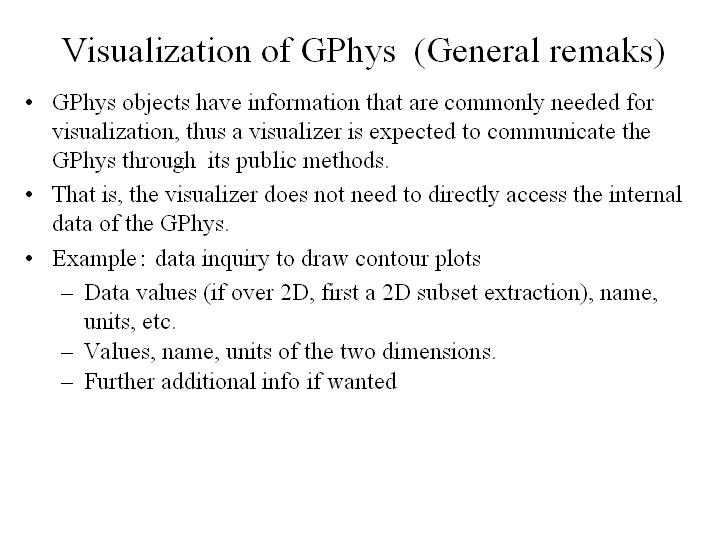 Visualization of GPhys (General remaks)
• GPhys objects have information that are commonly needed for
visualization, thus a visualizer is expected to communicate the
GPhys through its public methods.
• That is, the visualizer does not need to directly access the internal
data of the GPhys.
• Example: data inquiry to draw contour plots
– Data values (if over 2D, first a 2D subset extraction), name,
units, etc.
– Values, name, units of the two dimensions.
– Further additional info if wanted